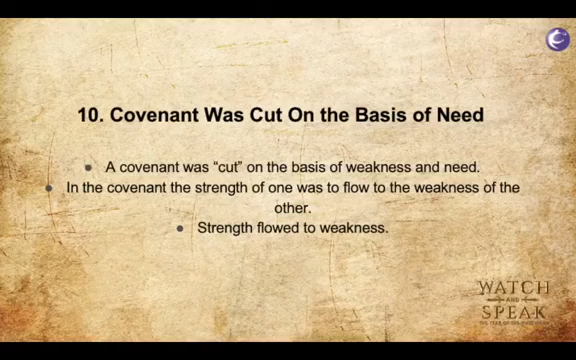 10. Covenant Was Cut On the Basis of Need
● A covenant was “cut” on the basis of weakness and need.
● In the covenant the strength of one was to flow to the weakness of the
other.
● Strength flowed to weakness.
WATCH
AND
SPEAK